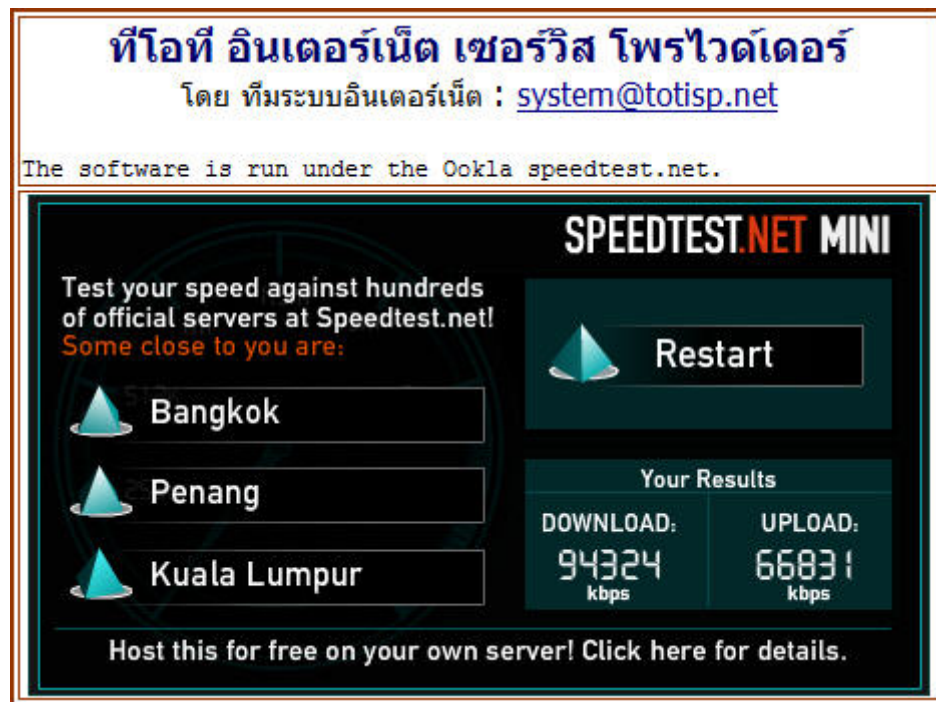 ทีโอที อินเตอร์เน็ต เซอร์วิส โพรไวด์เดอร์
โดย ทีมระบบอินเตอร์เน็ต : system@totisp.net
The software is run under the Ookla speedtest.net.
SPEEDTEST.NET MINI
Test your speed against hundreds
of official servers at Speedtest.net!
Some close to you are:
Bangkok
Penang
Kuala Lumpur
Restart
Your Results
DOWNLOAD: UPLOAD:
94324 66831
kbps kbps
Host this for free on your own server! Click here for details.